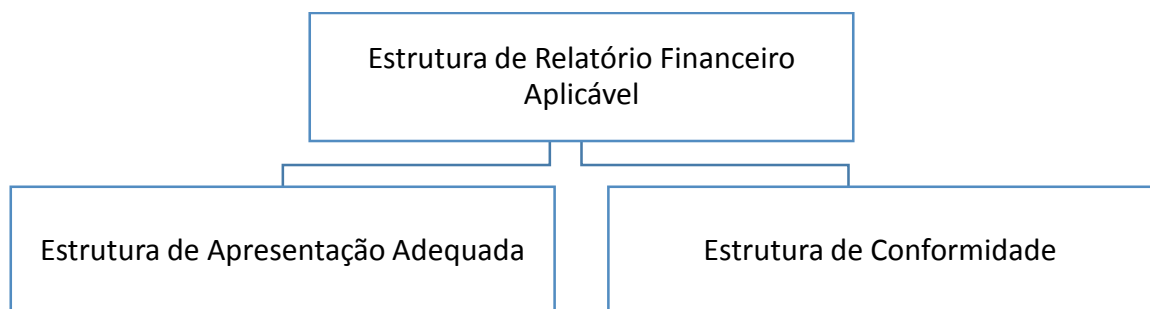 Estrutura de Relatório Financeiro
Aplicável
Estrutura de Apresentação Adequada
Estrutura de Conformidade